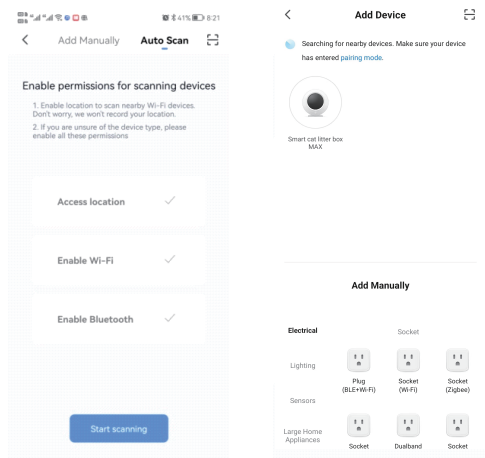 41% 8:21
Add Manually Auto Scan
Enable permissions for scanning devices
1. Enable location to scan nearby Wi-Fi devices.
Don't worry, we won't record your location.
2. If you are unsure of the device type, please
enable all these permissions
Access location
Enable Wi-Fi
Enable Bluetooth
Start scanning
Add Device
Searching for nearby devices. Make sure your device
has entered pairing mode.
Smart cat litter box
MAX
Add Manually
Electrical
Socket
Lighting
Sensors
Large Home
Appliances
Plug
(BLE+Wi-Fi)
Socket
(Wi-Fi)
Socket
(Zigbee)
Socket
Dualband
Socket